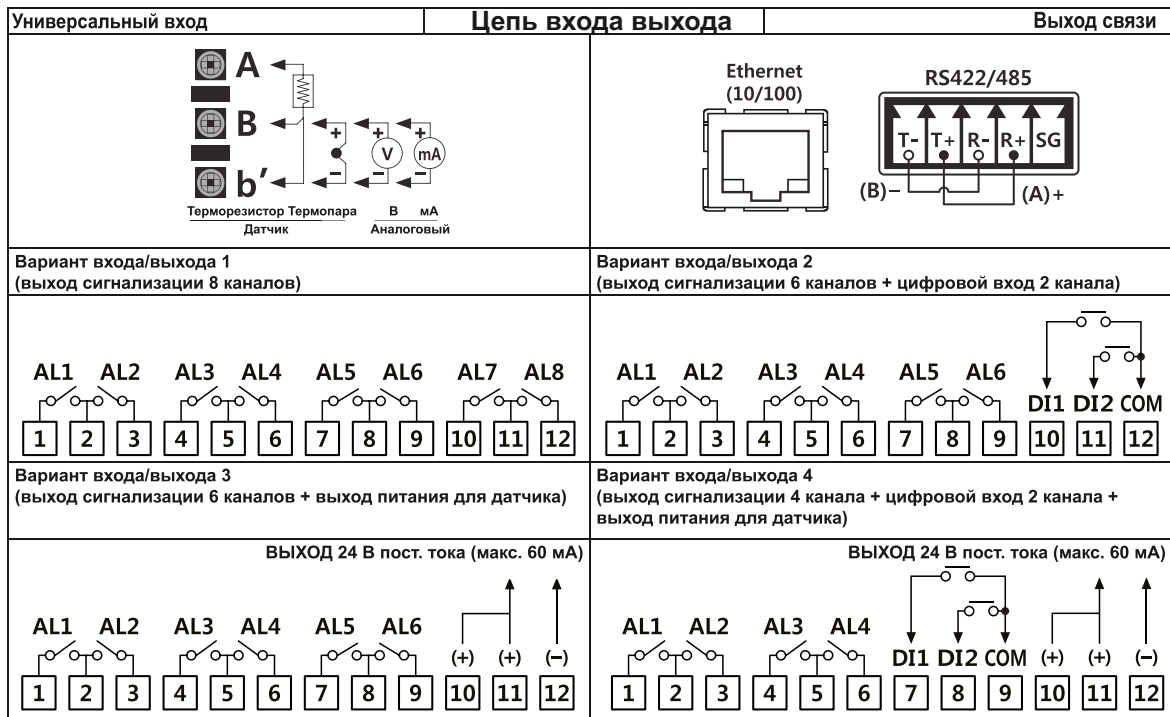 Универсальный вход
Цепь входа выхода
Выход связи
A
B
b′
+ + +
V mA
− − −
Терморезистор Термопара В мА
Датчик Аналоговый
Ethernet
(10/100)
RS422/485
T- T+ R- R+ SG
(B)− (A)+
Вариант входа/выхода 1
(выход сигнализации 8 каналов)
AL1 AL2 AL3 AL4 AL5 AL6 AL7 AL8
1 2 3 4 5 6 7 8 9 10 11 12
Вариант входа/выхода 2
(выход сигнализации 6 каналов + цифровой вход 2 канала)
AL1 AL2 AL3 AL4 AL5 AL6
DI1 DI2 COM
1 2 3 4 5 6 7 8 9 10 11 12
Вариант входа/выхода 3
(выход сигнализации 6 каналов + выход питания для датчика)
ВЫХОД 24 В пост. тока (макс. 60 мА)
AL1 AL2 AL3 AL4 AL5 AL6
(+) (+) (−)
1 2 3 4 5 6 7 8 9 10 11 12
Вариант входа/выхода 4
(выход сигнализации 4 канала + цифровой вход 2 канала +
выход питания для датчика)
ВЫХОД 24 В пост. тока (макс. 60 мА)
AL1 AL2 AL3 AL4
DI1 DI2 COM (+) (+) (−)
1 2 3 4 5 6 7 8 9 10 11 12